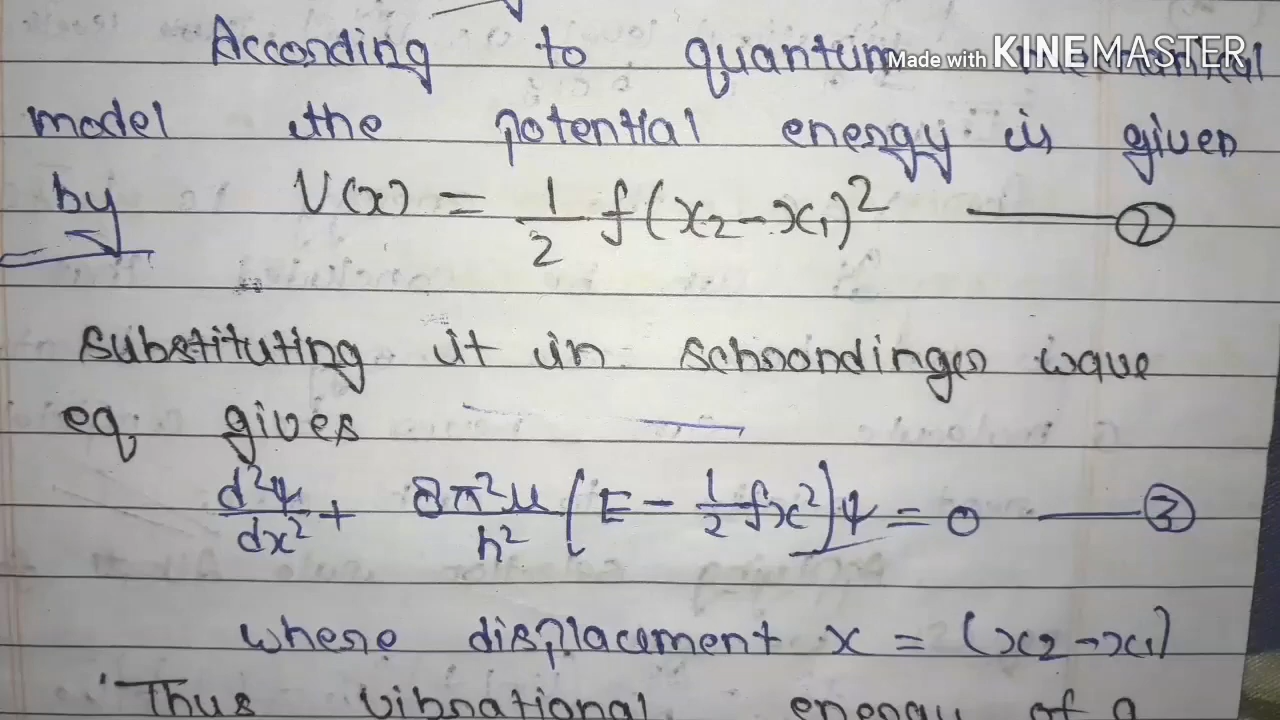 According to quantum
Made with KINEMASTER
model the potential energy is given
by V(x) = 1/2 f(x₂-x₁)² —— ②
substituting it in schrondinger wave
eq. gives
d²ψ/dx² + 8π²μ/h² (E - 1/2 fx²)ψ = 0 —— ③
where displacement x = (x₂-x₁)
Thus vibrational energy of a